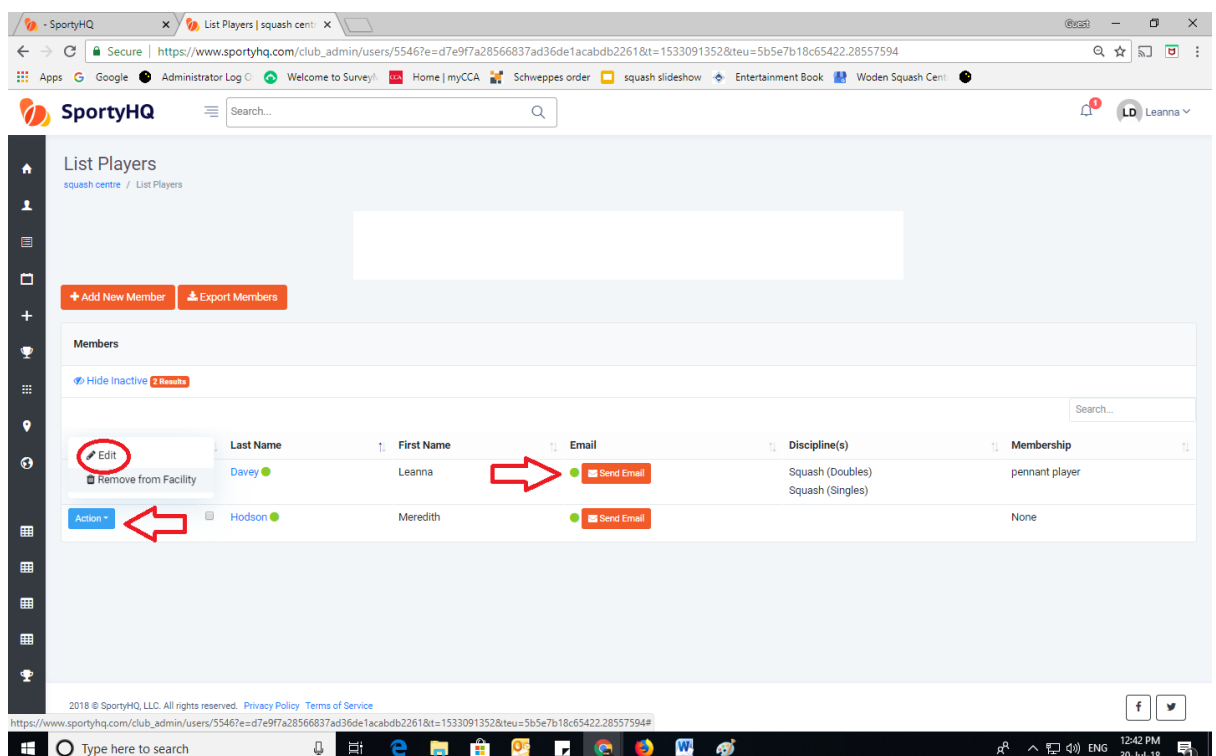 - SportyHQ
List Players | squash cent
Guest
Secure | https://www.sportyhq.com/club_admin/users/5546?e=d7e9f7a28566837ad36de1acabdb2261&t=1533091352&teu=5b5e7b18c65422.28557594
Apps Google Administrator Log Welcome to Survey Home | myCCA Schweppes order squash slideshow Entertainment Book Woden Squash Cent
SportyHQ
Search...
1
LD Leanna
List Players
squash centre / List Players
Add New Member
Export Members
Members
Hide Inactive 2 Results
Search...
Last Name First Name Email Discipline(s) Membership
Edit
Remove from Facility
Davey Leanna Send Email Squash (Doubles) pennant player
Squash (Singles)
Action Hodson Meredith Send Email None
2018 © SportyHQ, LLC. All rights reserved. Privacy Policy Terms of Service
https://www.sportyhq.com/club_admin/users/5546?e=d7e9f7a28566837ad36de1acabdb2261&t=1533091352&teu=5b5e7b18c65422.28557594#
Type here to search
ENG
12:42 PM
30-Jul-18